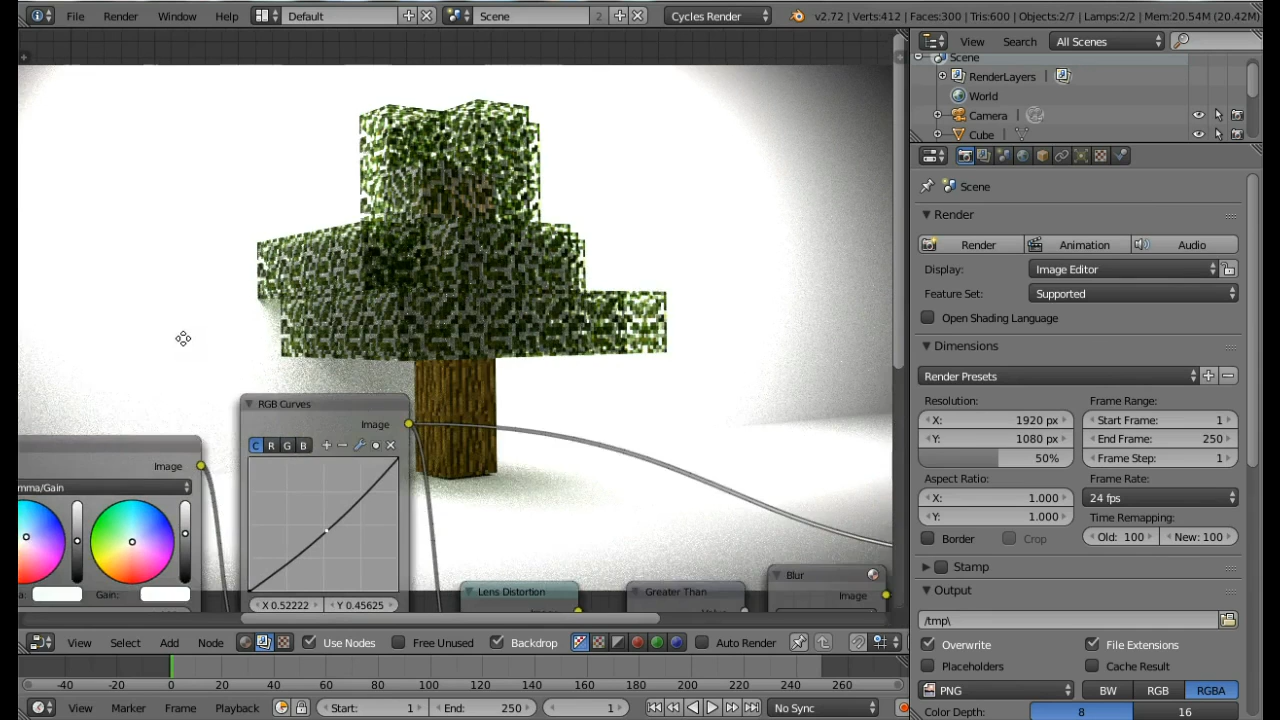 File Render Window Help Default Scene 2 Cycles Render v2.72 | Verts:412 | Faces:300 | Tris:600 | Objects:2/7 | Lamps:2/2 | Mem:20.54M (20.42M)
View Search All Scenes
Scene
RenderLayers
World
Camera
Cube
Scene
Render
Render Animation Audio
Display: Image Editor
Feature Set: Supported
Open Shading Language
Dimensions
Render Presets
Resolution: Frame Range:
X: 1920 px Start Frame: 1
Y: 1080 px End Frame: 250
50% Frame Step: 1
Aspect Ratio: Frame Rate:
X: 1.000 24 fps
Y: 1.000 Time Remapping:
Border Crop Old: 100 New: 100
Stamp
Output
/tmp\
Overwrite File Extensions
Placeholders Cache Result
PNG BW RGB RGBA
Color Depth: 8 16
RGB Curves
Image
C R G B
X 0.52222 Y 0.45625
Image
mma/Gain
a: Gain:
Lens Distortion
Image
Greater Than
Value
Blur
Image
View Select Add Node Use Nodes Free Unused Backdrop Auto Render
-40 -20 0 20 40 60 80 100 120 140 160 180 200 220 240 260
View Marker Frame Playback Start: 1 End: 250 1 No Sync